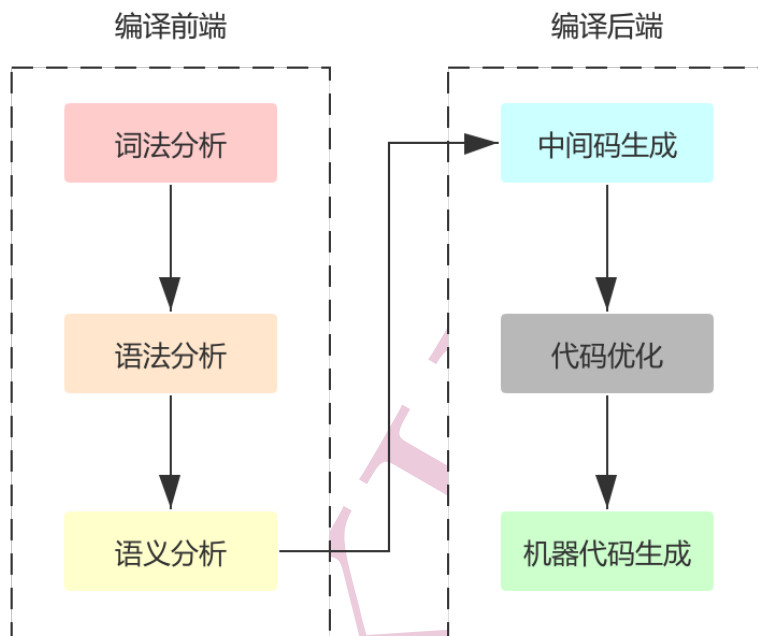 编译前端
编译后端
词法分析
语法分析
语义分析
中间码生成
代码优化
机器代码生成